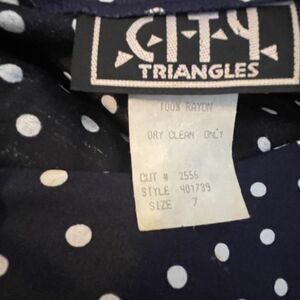 CITY
TRIANGLES
100% RAYON
DRY CLEAN ONLY
CUT # 2556
STYLE 401739
SIZE 7